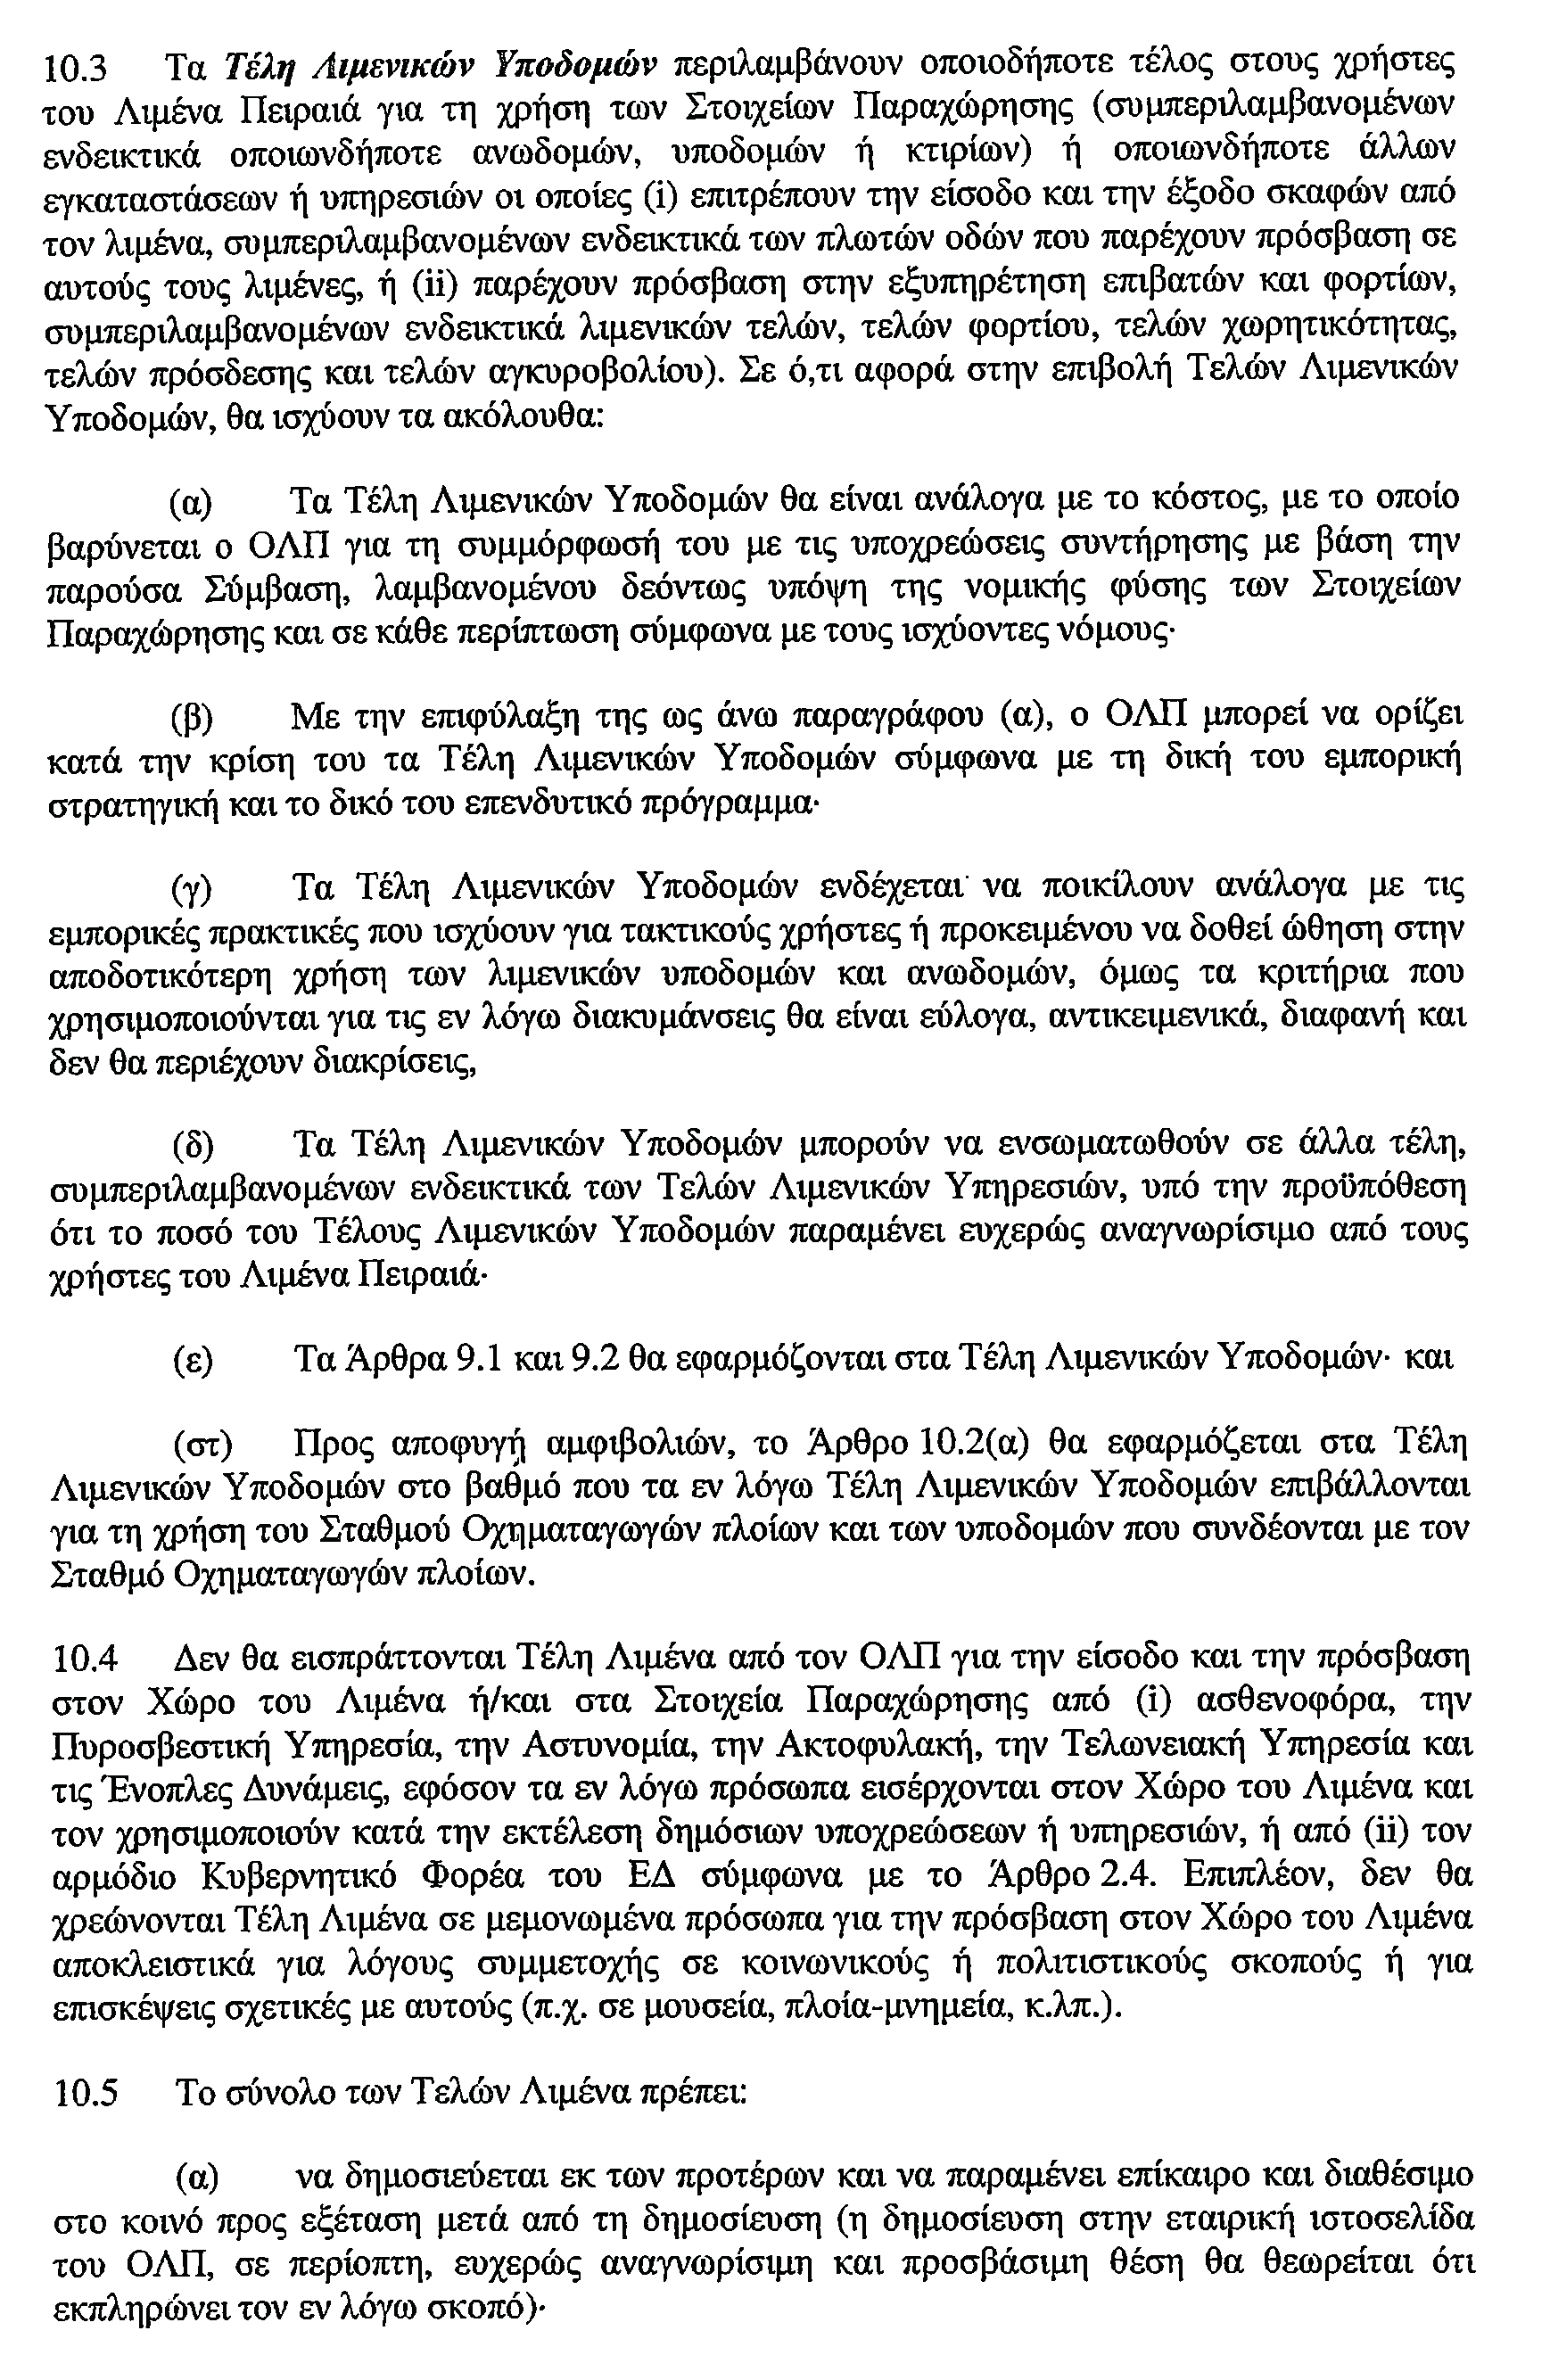 10.3 Τα Τέλη Λιμενικών Υποδομών περιλαμβάνουν οποιοδήποτε τέλος στους χρήστες
του Λιμένα Πειραιά για τη χρήση των Στοιχείων Παραχώρησης (συμπεριλαμβανομένων
ενδεικτικά οποιωνδήποτε ανωδομών, υποδομών ή κτιρίων) ή οποιωνδήποτε άλλων
εγκαταστάσεων ή υπηρεσιών οι οποίες (i) επιτρέπουν την είσοδο και την έξοδο σκαφών από
τον λιμένα, συμπεριλαμβανομένων ενδεικτικά των πλωτών οδών που παρέχουν πρόσβαση σε
αυτούς τους λιμένες, ή (ii) παρέχουν πρόσβαση στην εξυπηρέτηση επιβατών και φορτίων,
συμπεριλαμβανομένων ενδεικτικά λιμενικών τελών, τελών φορτίου, τελών χωρητικότητας,
τελών πρόσδεσης και τελών αγκυροβολίου). Σε ό,τι αφορά στην επιβολή Τελών Λιμενικών
Υποδομών, θα ισχύουν τα ακόλουθα:
(α) Τα Τέλη Λιμενικών Υποδομών θα είναι ανάλογα με το κόστος, με το οποίο
βαρύνεται ο ΟΛΠ για τη συμμόρφωσή του με τις υποχρεώσεις συντήρησης με βάση την
παρούσα Σύμβαση, λαμβανομένου δεόντως υπόψη της νομικής φύσης των Στοιχείων
Παραχώρησης και σε κάθε περίπτωση σύμφωνα με τους ισχύοντες νόμους·
(β) Με την επιφύλαξη της ως άνω παραγράφου (α), ο ΟΛΠ μπορεί να ορίζει
κατά την κρίση του τα Τέλη Λιμενικών Υποδομών σύμφωνα με τη δική του εμπορική
στρατηγική και το δικό του επενδυτικό πρόγραμμα·
(γ) Τα Τέλη Λιμενικών Υποδομών ενδέχεται να ποικίλουν ανάλογα με τις
εμπορικές πρακτικές που ισχύουν για τακτικούς χρήστες ή προκειμένου να δοθεί ώθηση στην
αποδοτικότερη χρήση των λιμενικών υποδομών και ανωδομών, όμως τα κριτήρια που
χρησιμοποιούνται για τις εν λόγω διακυμάνσεις θα είναι εύλογα, αντικειμενικά, διαφανή και
δεν θα περιέχουν διακρίσεις,
(δ) Τα Τέλη Λιμενικών Υποδομών μπορούν να ενσωματωθούν σε άλλα τέλη,
συμπεριλαμβανομένων ενδεικτικά των Τελών Λιμενικών Υπηρεσιών, υπό την προϋπόθεση
ότι το ποσό του Τέλους Λιμενικών Υποδομών παραμένει ευχερώς αναγνωρίσιμο από τους
χρήστες του Λιμένα Πειραιά·
(ε) Τα Άρθρα 9.1 και 9.2 θα εφαρμόζονται στα Τέλη Λιμενικών Υποδομών· και
(στ) Προς αποφυγή αμφιβολιών, το Άρθρο 10.2(α) θα εφαρμόζεται στα Τέλη
Λιμενικών Υποδομών στο βαθμό που τα εν λόγω Τέλη Λιμενικών Υποδομών επιβάλλονται
για τη χρήση του Σταθμού Οχηματαγωγών πλοίων και των υποδομών που συνδέονται με τον
Σταθμό Οχηματαγωγών πλοίων.
10.4 Δεν θα εισπράττονται Τέλη Λιμένα από τον ΟΛΠ για την είσοδο και την πρόσβαση
στον Χώρο του Λιμένα ή/και στα Στοιχεία Παραχώρησης από (i) ασθενοφόρα, την
Πυροσβεστική Υπηρεσία, την Αστυνομία, την Ακτοφυλακή, την Τελωνειακή Υπηρεσία και
τις Ένοπλες Δυνάμεις, εφόσον τα εν λόγω πρόσωπα εισέρχονται στον Χώρο του Λιμένα και
τον χρησιμοποιούν κατά την εκτέλεση δημόσιων υποχρεώσεων ή υπηρεσιών, ή από (ii) τον
αρμόδιο Κυβερνητικό Φορέα του ΕΔ σύμφωνα με το Άρθρο 2.4. Επιπλέον, δεν θα
χρεώνονται Τέλη Λιμένα σε μεμονωμένα πρόσωπα για την πρόσβαση στον Χώρο του Λιμένα
αποκλειστικά για λόγους συμμετοχής σε κοινωνικούς ή πολιτιστικούς σκοπούς ή για
επισκέψεις σχετικές με αυτούς (π.χ. σε μουσεία, πλοία-μνημεία, κ.λπ.).
10.5 Το σύνολο των Τελών Λιμένα πρέπει:
(α) να δημοσιεύεται εκ των προτέρων και να παραμένει επίκαιρο και διαθέσιμο
στο κοινό προς εξέταση μετά από τη δημοσίευση (η δημοσίευση στην εταιρική ιστοσελίδα
του ΟΛΠ, σε περίοπτη, ευχερώς αναγνωρίσιμη και προσβάσιμη θέση θα θεωρείται ότι
εκπληρώνει τον εν λόγω σκοπό)·